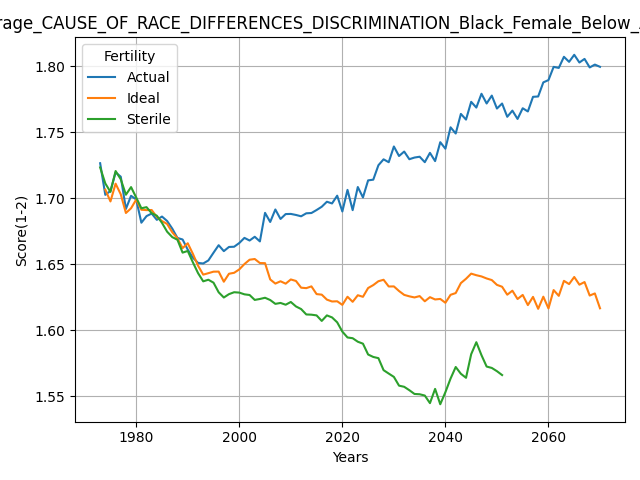 rage_CAUSE_OF_RACE_DIFFERENCES_DISCRIMINATION_Black_Female_Below_
Fertility
Actual
Ideal
Sterile
1.80
1.75
1.70
1.65
1.60
1.55
Score(1-2)
1980
2000
2020
2040
2060
Years